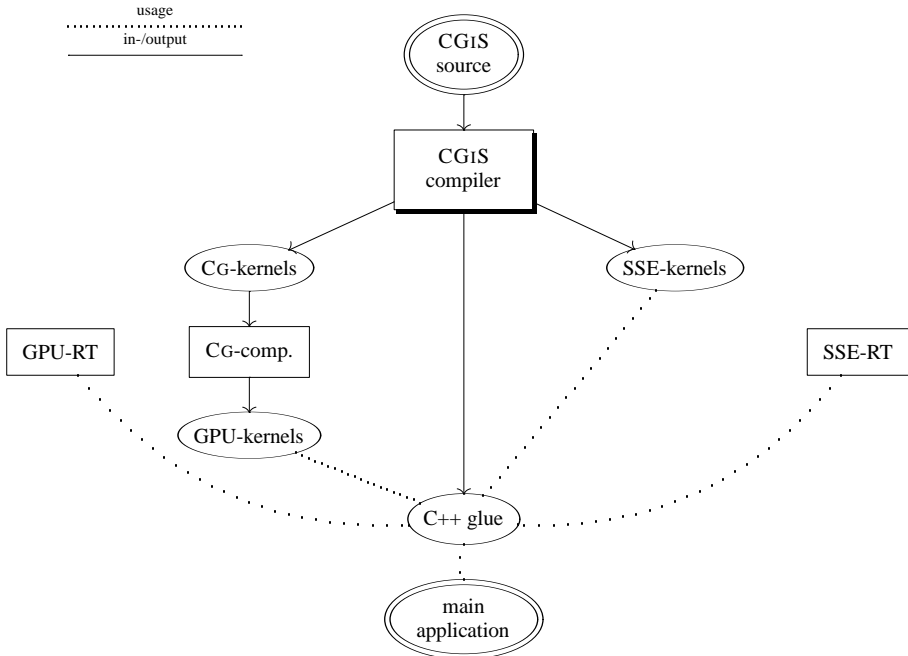 usage
in-/output
CGIS
source
CGIS
compiler
CG-kernels
SSE-kernels
GPU-RT
CG-comp.
SSE-RT
GPU-kernels
C++ glue
main
application